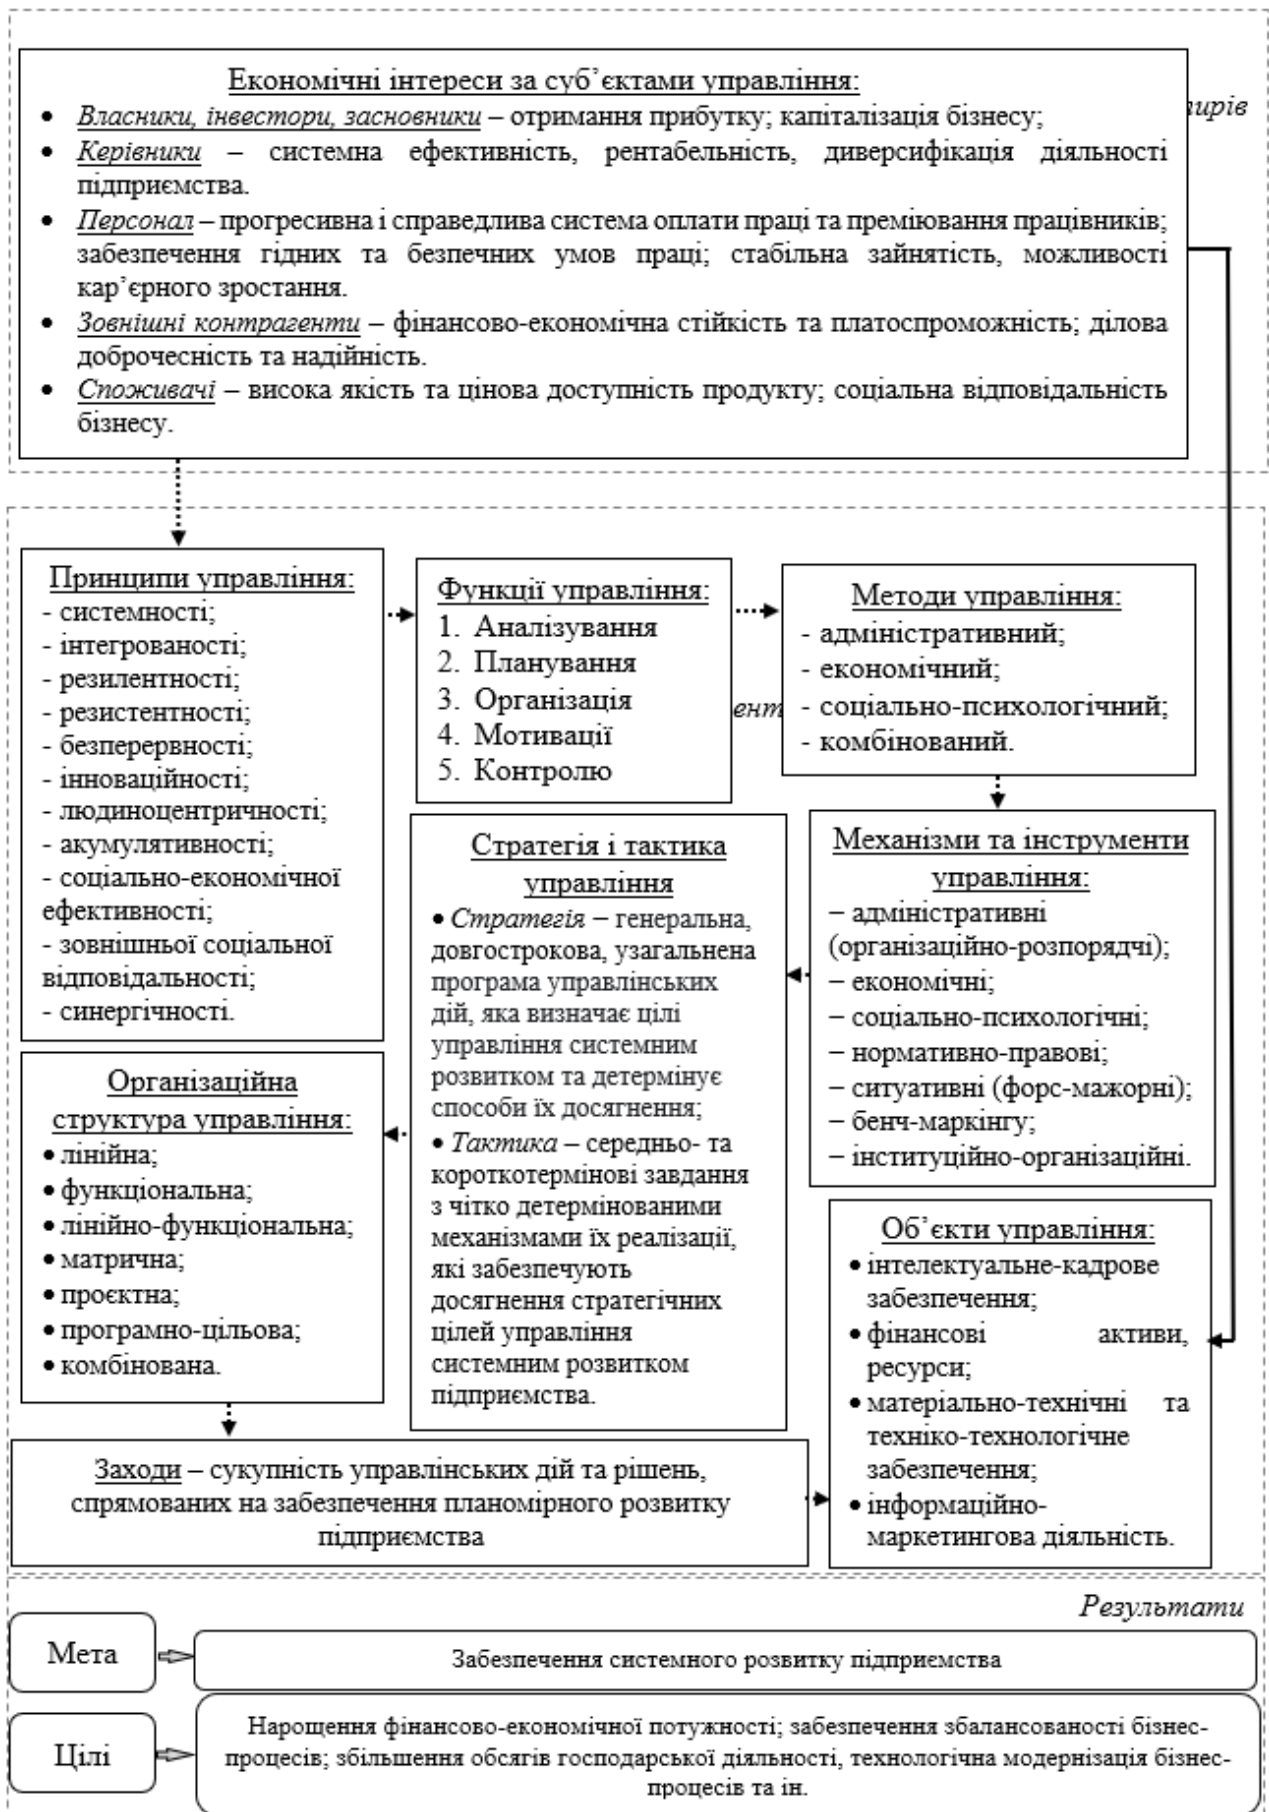 Економічні інтереси за суб’єктами управління:
• Власники, інвестори, засновники – отримання прибутку; капіталізація бізнесу;
• Керівники – системна ефективність, рентабельність, диверсифікація діяльності
підприємства.
• Персонал – прогресивна і справедлива система оплати праці та преміювання працівників;
забезпечення гідних та безпечних умов праці; стабільна зайнятість, можливості
кар’єрного зростання.
• Зовнішні контрагенти – фінансово-економічна стійкість та платоспроможність; ділова
доброчесність та надійність.
• Споживачі – висока якість та цінова доступність продукту; соціальна відповідальність
бізнесу.
Принципи управління:
- системності;
- інтегрованості;
- резилентності;
- резистентності;
- безперервності;
- інноваційності;
- людиноцентричності;
- акумулятивності;
- соціально-економічної
ефективності;
- зовнішньої соціальної
відповідальності;
- синергічності.
Функції управління:
1. Аналізування
2. Планування
3. Організація
4. Мотивації
5. Контролю
Методи управління:
- адміністративний;
- економічний;
- соціально-психологічний;
- комбінований.
Механізми та інструменти
управління:
– адміністративні
(організаційно-розпорядчі);
– економічні;
– соціально-психологічні;
– нормативно-правові;
– ситуативні (форс-мажорні);
– бенч-маркінгу;
– інституційно-організаційні.
Стратегія і тактика
управління
• Стратегія – генеральна,
довгострокова, узагальнена
програма управлінських
дій, яка визначає цілі
управління системним
розвитком та детермінує
способи їх досягнення;
• Тактика – середньо- та
короткотермінові завдання
з чітко детермінованими
механізмами їх реалізації,
які забезпечують
досягнення стратегічних
цілей управління
системним розвитком
підприємства.
Організаційна
структура управління:
• лінійна;
• функціональна;
• лінійно-функціональна;
• матрична;
• проєктна;
• програмно-цільова;
• комбінована.
Заходи – сукупність управлінських дій та рішень,
спрямованих на забезпечення планомірного розвитку
підприємства
Об’єкти управління:
• інтелектуальне-кадрове
забезпечення;
• фінансові активи,
ресурси;
• матеріально-технічні та
техніко-технологічне
забезпечення;
• інформаційно-
маркетингова діяльність.
Результати
Мета
Забезпечення системного розвитку підприємства
Цілі
Нарощення фінансово-економічної потужності; забезпечення збалансованості бізнес-
процесів; збільшення обсягів господарської діяльності, технологічна модернізація бізнес-
процесів та ін.